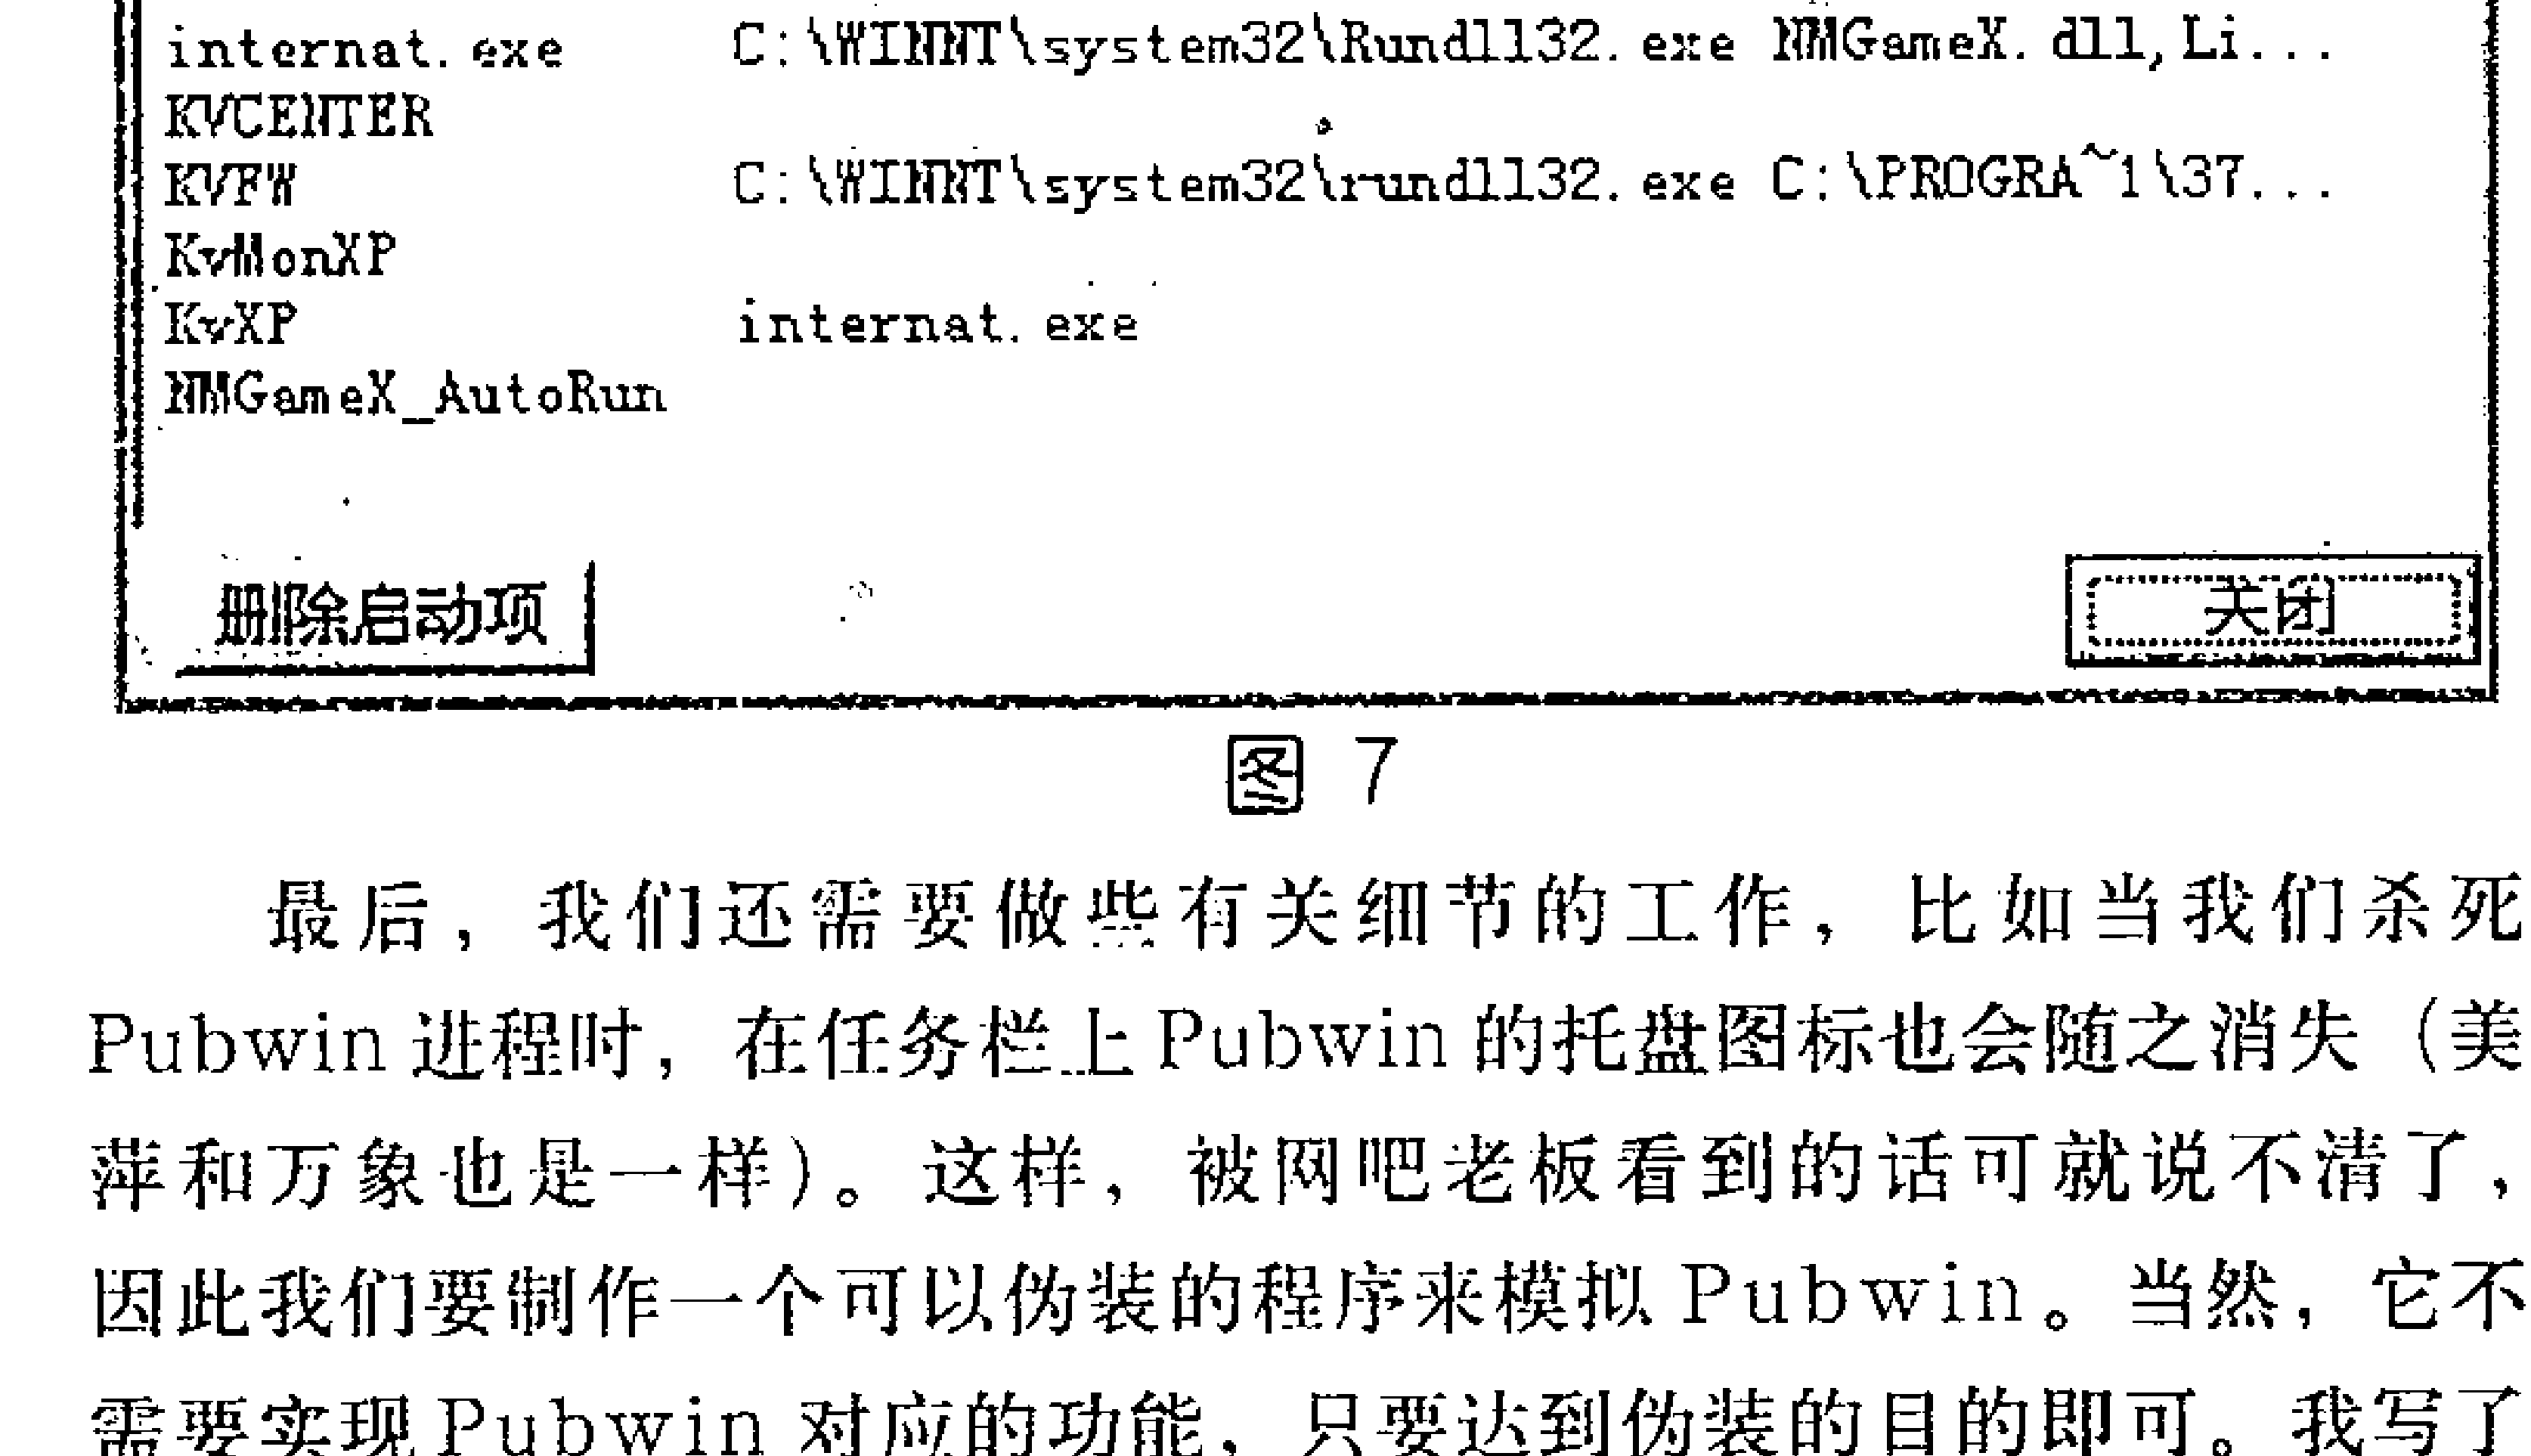 internat.exe C:\WINNT\system32\Rundll32.exe NMGameX.dll,Li...
KVCENTER
KVFW C:\WINNT\system32\rundll32.exe C:\PROGRA~1\37...
KvMonXP
KvXP internat.exe
NMGameX_AutoRun
删除启动项 关闭
图 7
最后，我们还需要做些有关细节的工作，比如当我们杀死
Pubwin 进程时，在任务栏上 Pubwin 的托盘图标也会随之消失（美
萍和万象也是一样）。这样，被网吧老板看到的话可就说不清了，
因此我们要制作一个可以伪装的程序来模拟 Pubwin。当然，它不
需要实现 Pubwin 对应的功能，只要达到伪装的目的即可。我写了